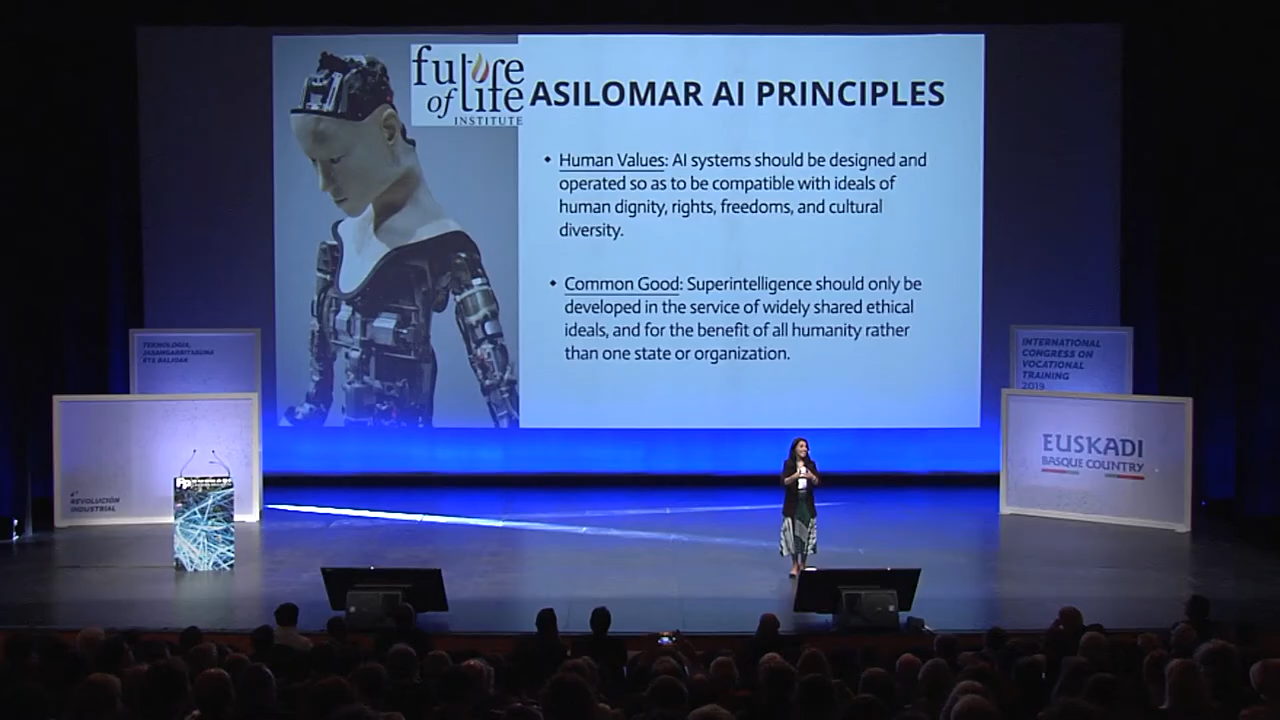 future
of life
INSTITUTE
ASILOMAR AI PRINCIPLES
• Human Values: AI systems should be designed and
operated so as to be compatible with ideals of
human dignity, rights, freedoms, and cultural
diversity.
• Common Good: Superintelligence should only be
developed in the service of widely shared ethical
ideals, and for the benefit of all humanity rather
than one state or organization.
TEKNOLOGIA,
JASANGARRITASUNA
ETA BALIOAK
4ª
REVOLUCIÓN
INDUSTRIAL
INTERNATIONAL
CONGRESS ON
VOCATIONAL
TRAINING
2019
EUSKADI
BASQUE COUNTRY